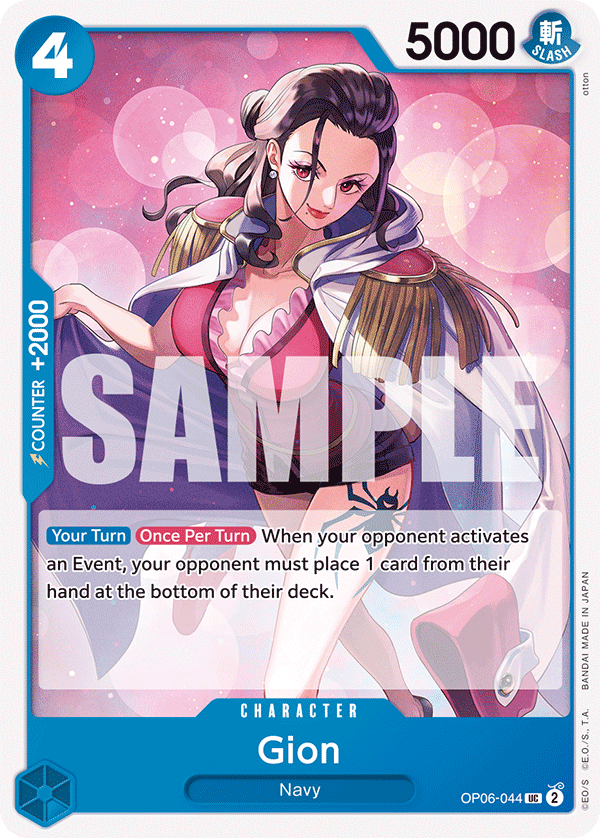 4
5000
斬
SLASH
otton
COUNTER +2000
SAMPLE
Your Turn Once Per Turn When your opponent activates
an Event, your opponent must place 1 card from their
hand at the bottom of their deck.
CHARACTER
Gion
Navy
OP06-044 UC 2
©EO/S ©E.O./S., T.A. BANDAI MADE IN JAPAN